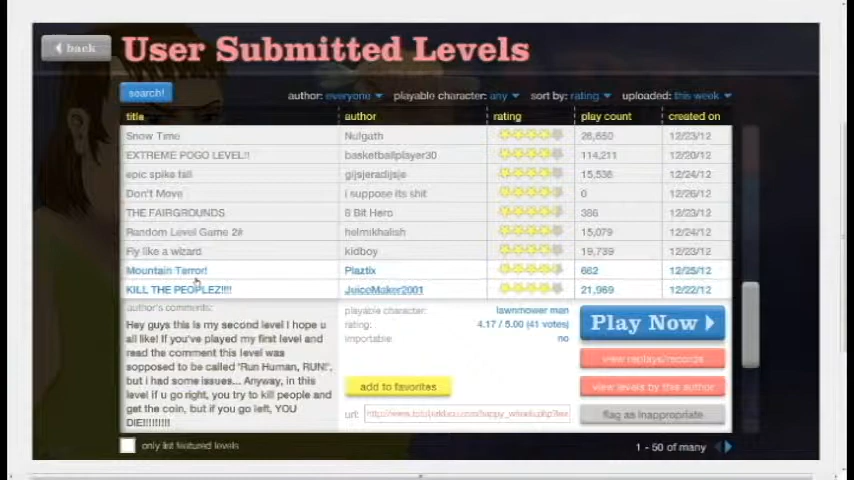 back
User Submitted Levels
search!
author: everyone playable character: any sort by: rating uploaded: this week
title author rating play count created on
Snow Time Nulgath 26,650 12/23/12
EXTREME POGO LEVEL!! basketballplayer30 114,211 12/20/12
epic spike fall gijsjeradijsje 15,536 12/24/12
Don't Move i suppose its shit 0 12/26/12
THE FAIRGROUNDS 8 Bit Hero 386 12/23/12
Random Level Game 2# helmikhalish 15,079 12/24/12
Fly like a wizard kidboy 19,739 12/23/12
Mountain Terror! Plaztix 662 12/25/12
KILL THE PEOPLEZ!!!! JuiceMaker2001 21,969 12/22/12
author's comments:
Hey guys this is my second level I hope u
all like! If you've played my first level and
read the comment this level was
sopposed to be called 'Run Human, RUN!',
but i had some issues... Anyway, in this
level if u go right, you try to kill people and
get the coin, but if you go left, YOU
DIE!!!!!!!!!
playable character: lawnmower man
rating: 4.17 / 5.00 (41 votes)
importable: no
add to favorites
url:
Play Now
view replays/records
view levels by this author
flag as inappropriate
only list featured levels
1 - 50 of many